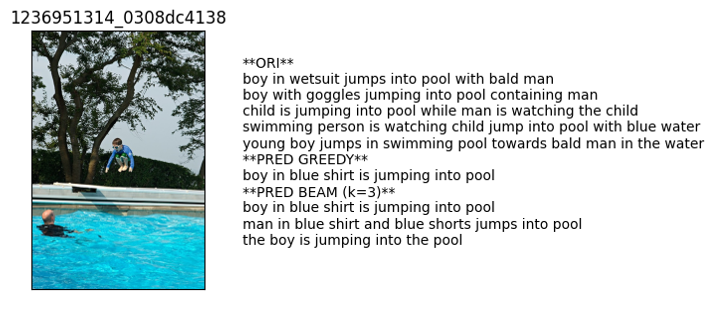 1236951314_0308dc4138
**ORI**
boy in wetsuit jumps into pool with bald man
boy with goggles jumping into pool containing man
child is jumping into pool while man is watching the child
swimming person is watching child jump into pool with blue water
young boy jumps in swimming pool towards bald man in the water
**PRED GREEDY**
boy in blue shirt is jumping into pool
**PRED BEAM (k=3)**
boy in blue shirt is jumping into pool
man in blue shirt and blue shorts jumps into pool
the boy is jumping into the pool